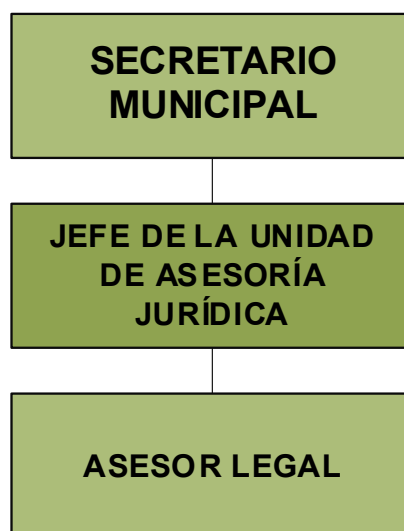 SECRETARIO
MUNICIPAL
JEFE DE LA UNIDAD
DE ASESORÍA
JURÍDICA
ASESOR LEGAL